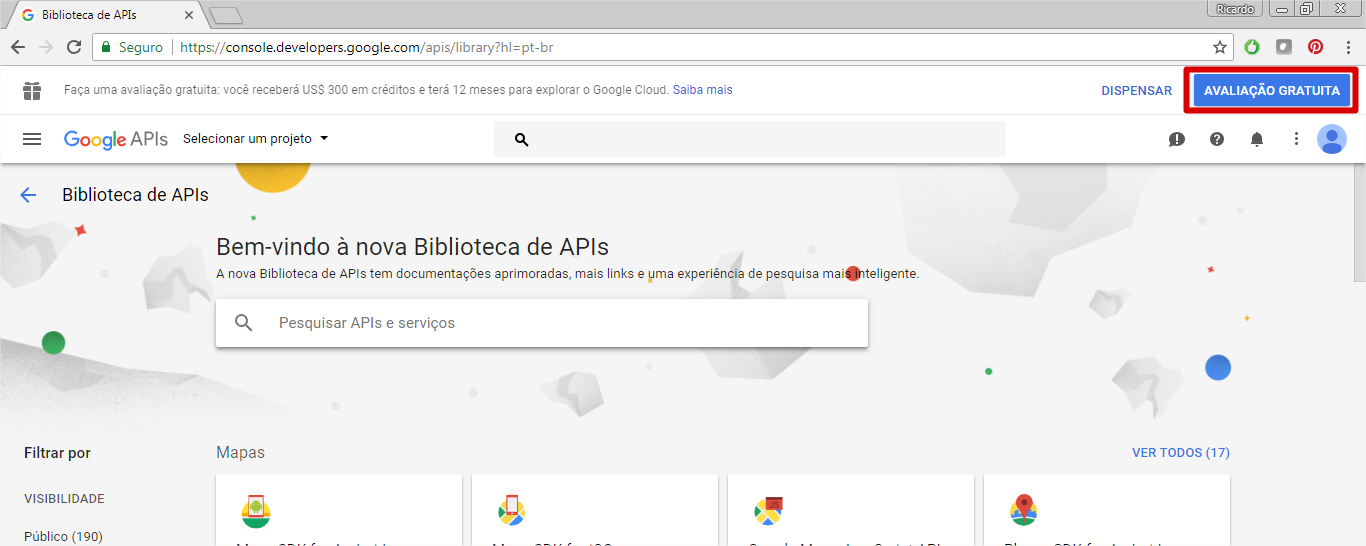 Biblioteca de APIs
Ricardo
Seguro
https://console.developers.google.com/apis/library?hl=pt-br
Faça uma avaliação gratuita: você receberá US$ 300 em créditos e terá 12 meses para explorar o Google Cloud. Saiba mais
DISPENSAR
AVALIAÇÃO GRATUITA
Google APIs
Selecionar um projeto
Biblioteca de APIs
Bem-vindo à nova Biblioteca de APIs
A nova Biblioteca de APIs tem documentações aprimoradas, mais links e uma experiência de pesquisa mais inteligente.
Pesquisar APIs e serviços
Filtrar por
Mapas
VER TODOS (17)
VISIBILIDADE
JS
Público (190)